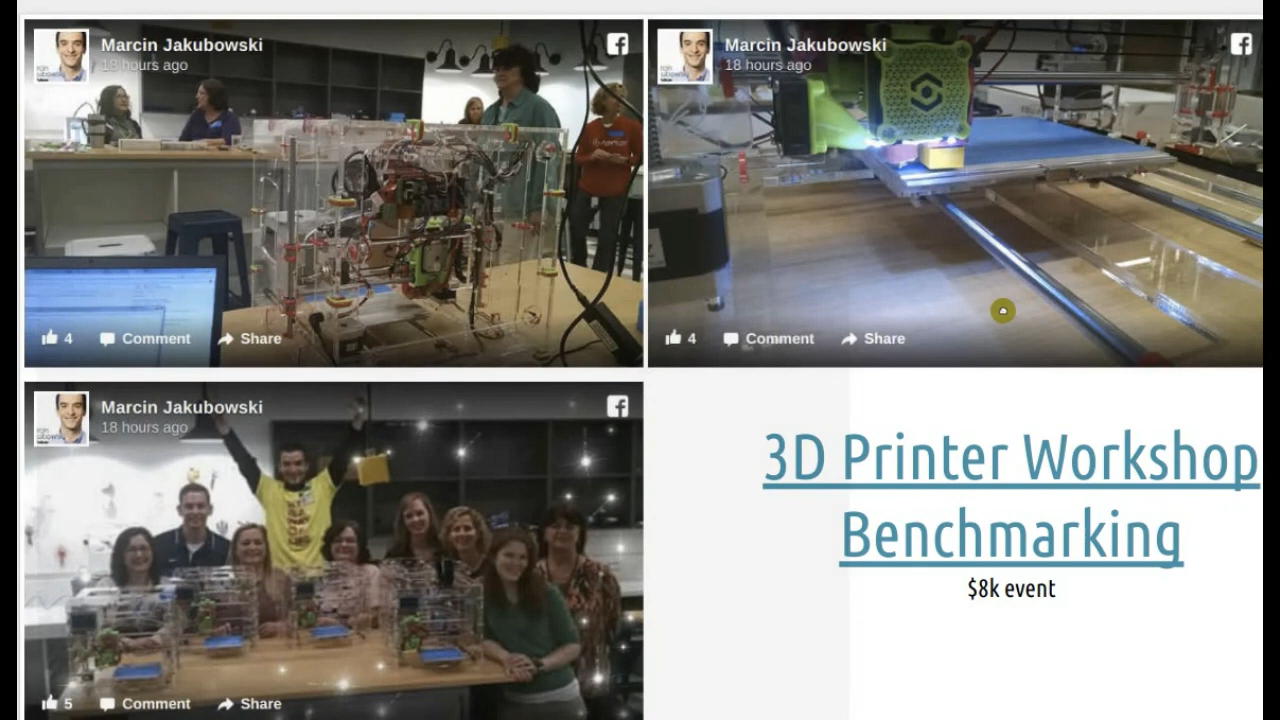 Marcin Jakubowski
18 hours ago
4 Comment Share
Marcin Jakubowski
18 hours ago
4 Comment Share
Marcin Jakubowski
18 hours ago
5 Comment Share
3D Printer Workshop
Benchmarking
$8k event